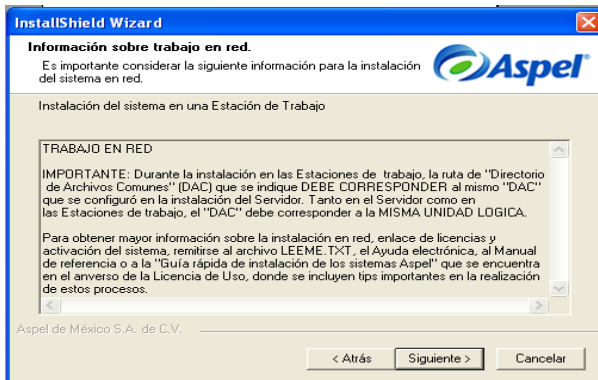 InstallShield Wizard
Información sobre trabajo en red.
Es importante considerar la siguiente información para la instalación
del sistema en red.
Aspel
Instalación del sistema en una Estación de Trabajo
TRABAJO EN RED
IMPORTANTE: Durante la instalación en las Estaciones de trabajo, la ruta de "Directorio
de Archivos Comunes" (DAC) que se indique DEBE CORRESPONDER al mismo "DAC"
que se configuró en la instalación del Servidor. Tanto en el Servidor como en
las Estaciones de trabajo, el "DAC" debe corresponder a la MISMA UNIDAD LOGICA.
Para obtener mayor información sobre la instalación en red, enlace de licencias y
activación del sistema, remitirse al archivo LEEME.TXT, el Ayuda electrónica, al Manual
de referencia o a la "Guía rápida de instalación de los sistemas Aspel" que se encuentra
en el anverso de la Licencia de Uso, donde se incluyen tips importantes en la realización
de estos procesos.
Aspel de México S.A. de C.V.
< Atrás
Siguiente >
Cancelar